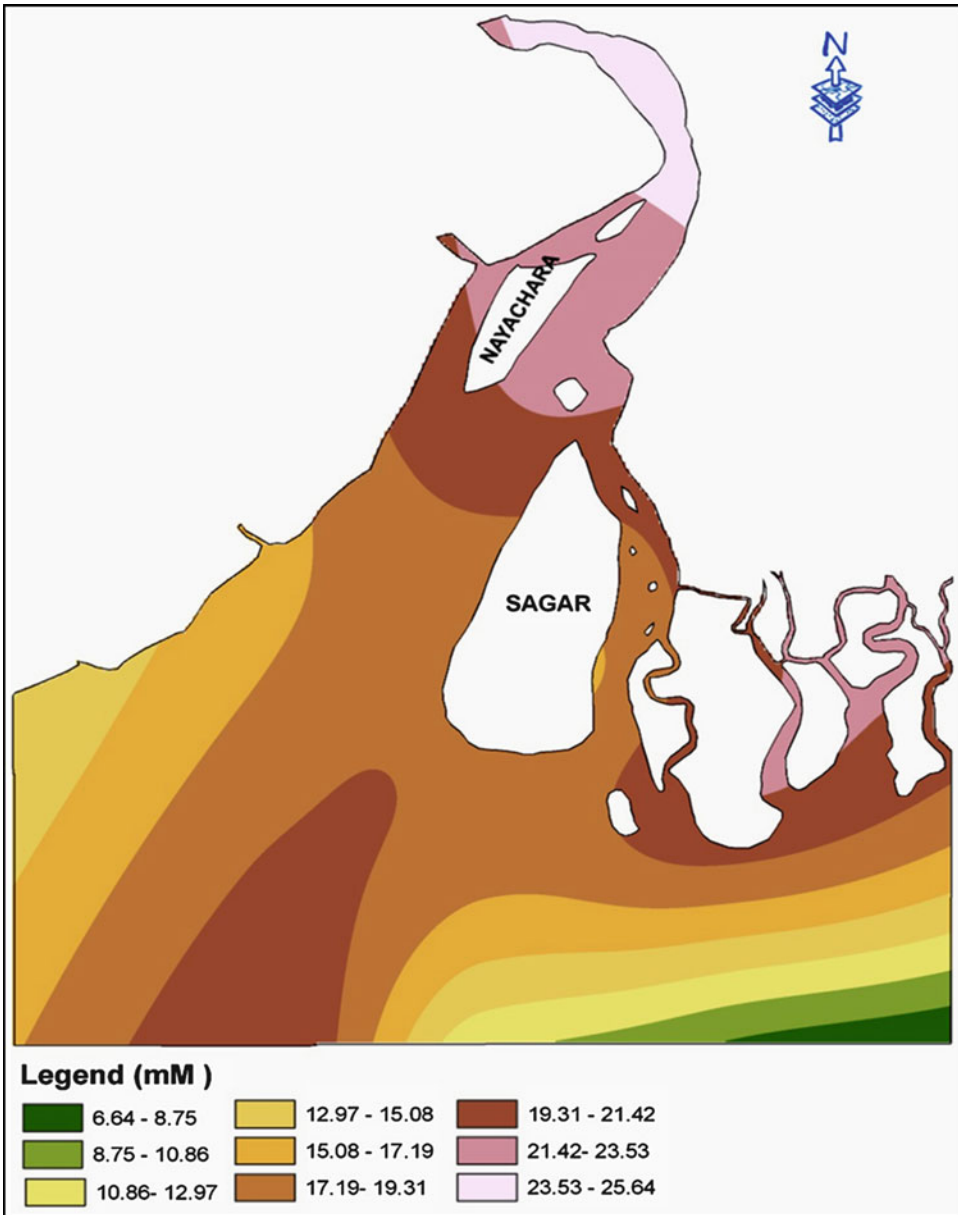 N
NAYACHARA
SAGAR
Legend (mM )
6.64 - 8.75
8.75 - 10.86
10.86- 12.97
12.97 - 15.08
15.08 - 17.19
17.19- 19.31
19.31 - 21.42
21.42- 23.53
23.53 - 25.64